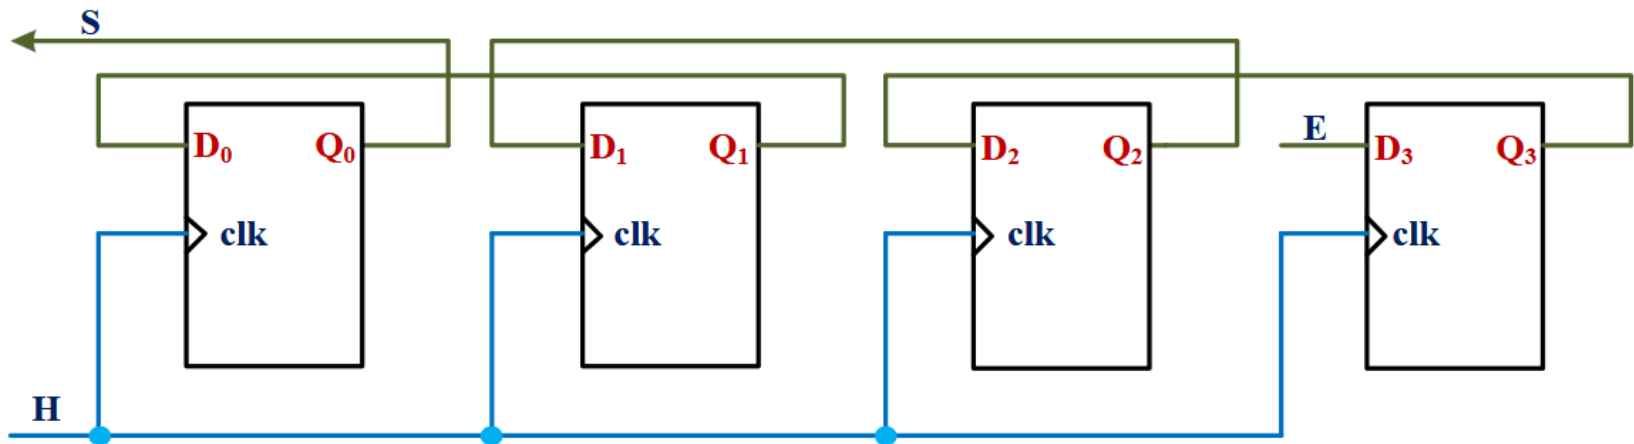 S
D₀ Q₀ D₁ Q₁ D₂ Q₂ E D₃ Q₃
clk clk clk clk
H